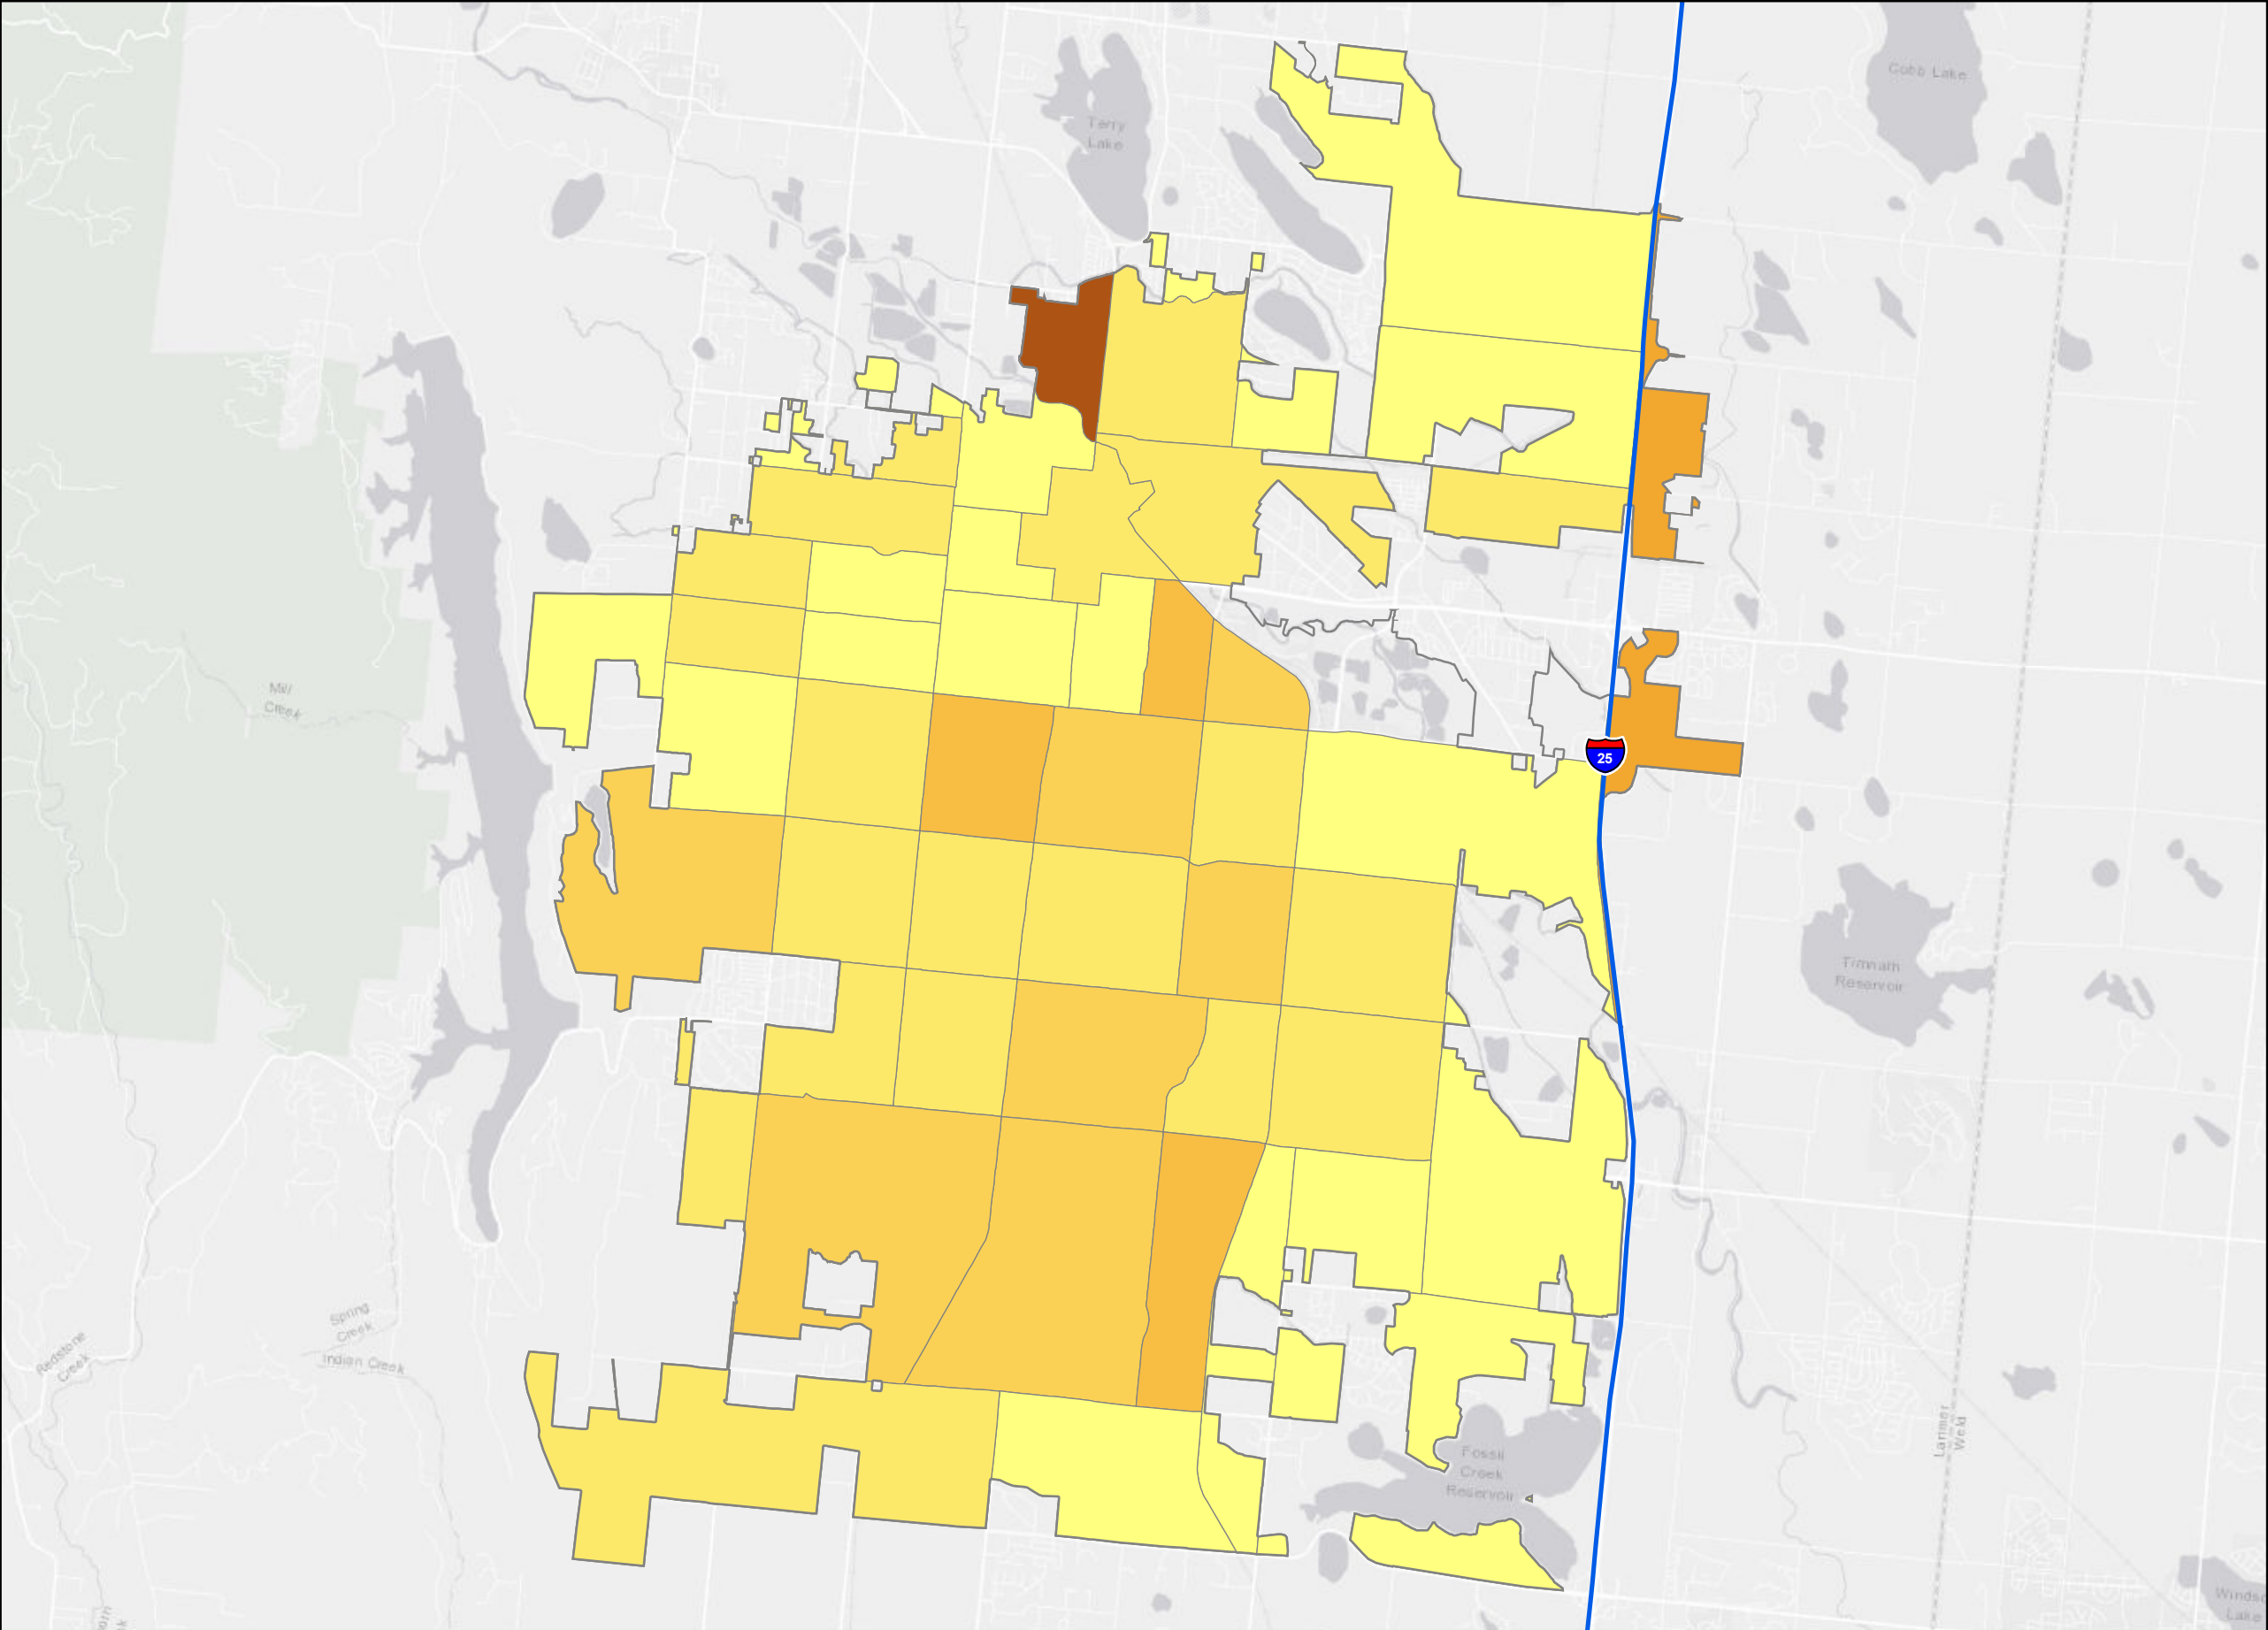 Cobb Lake
Terry
Lake
Mill
Creek
25
Timnath
Reservoir
Spring
Creek
Redstone
Creek
Indian Creek
Larimer
Weld
Fossil
Creek
Reservoir
Lake